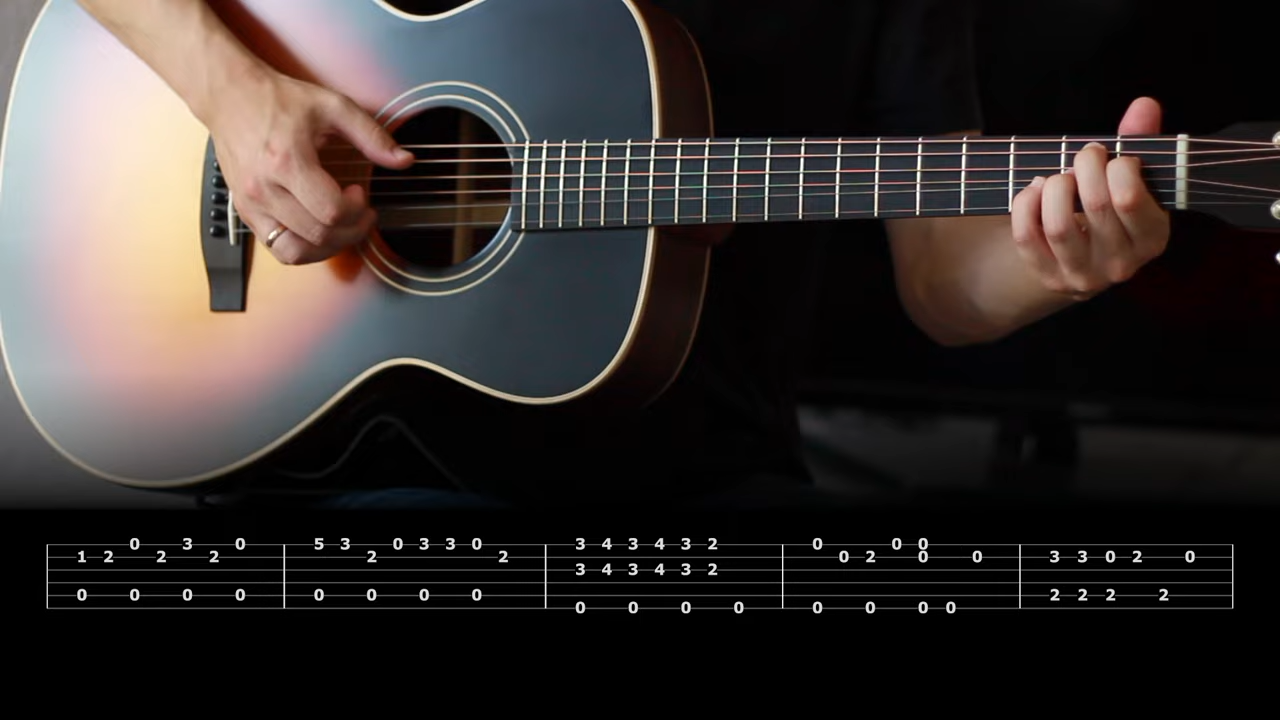 0 3 0 5 3 0 3 3 0 3 4 3 4 3 2 0 0 0
1 2 2 2 2 2 0 2 0 0 3 3 0 2 0
3 4 3 4 3 2
0 0 0 0 0 0 0 0 2 2 2 2
0 0 0 0 0 0 0 0